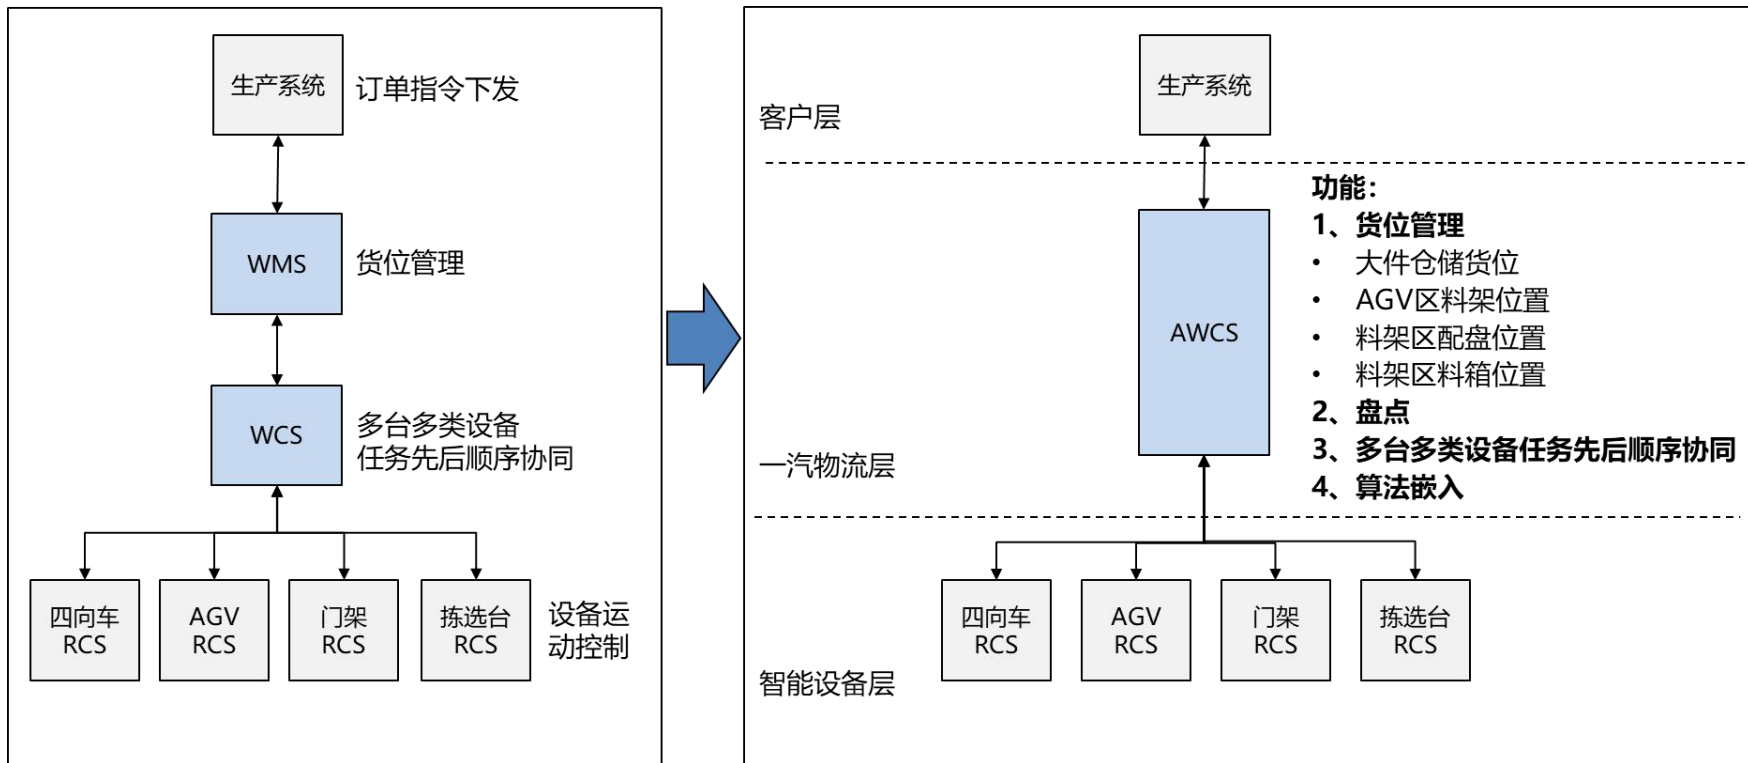 生产系统
订单指令下发
WMS
货位管理
WCS
多台多类设备
任务先后顺序协同
四向车
RCS
AGV
RCS
门架
RCS
拣选台
RCS
设备运
动控制
客户层
生产系统
功能：
1、货位管理
• 大件仓储货位
• AGV区料架位置
• 料架区配盘位置
• 料架区料箱位置
2、盘点
3、多台多类设备任务先后顺序协同
4、算法嵌入
AWCS
一汽物流层
四向车
RCS
AGV
RCS
门架
RCS
拣选台
RCS
智能设备层